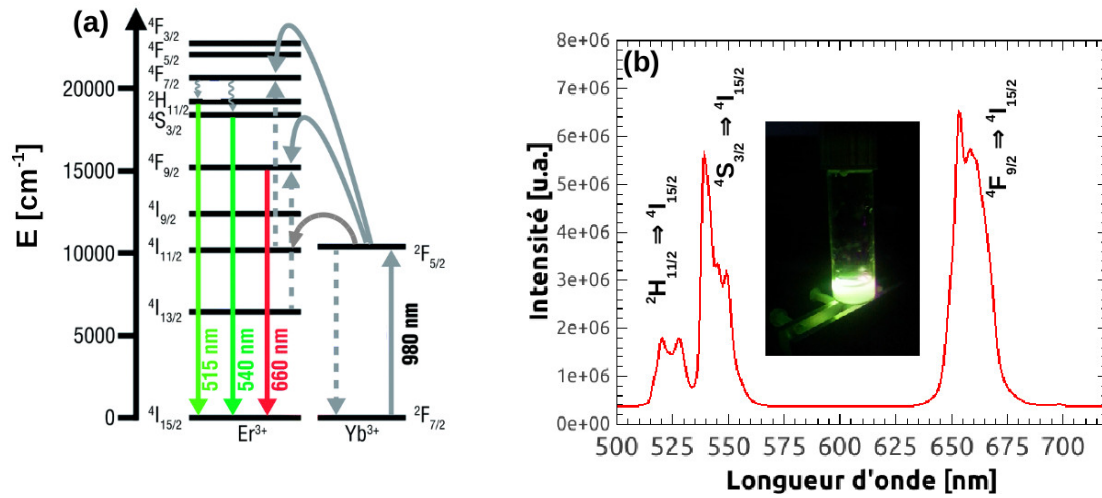 (a)
E [cm⁻¹]
20000
15000
10000
5000
0
⁴F₃/₂
⁴F₅/₂
⁴F₇/₂
²H₁₁/₂
⁴S₃/₂
⁴F₉/₂
⁴I₉/₂
⁴I₁₁/₂
⁴I₁₃/₂
⁴I₁₅/₂
515 nm
540 nm
660 nm
980 nm
²F₅/₂
²F₇/₂
Er³⁺
Yb³⁺
(b)
Intensité [u.a.]
8e+06
7e+06
6e+06
5e+06
4e+06
3e+06
2e+06
1e+06
0e+00
²H₁₁/₂ ⇒ ⁴I₁₅/₂
⁴S₃/₂ ⇒ ⁴I₁₅/₂
⁴F₉/₂ ⇒ ⁴I₁₅/₂
500 525 550 575 600 625 650 675 700
Longueur d'onde [nm]